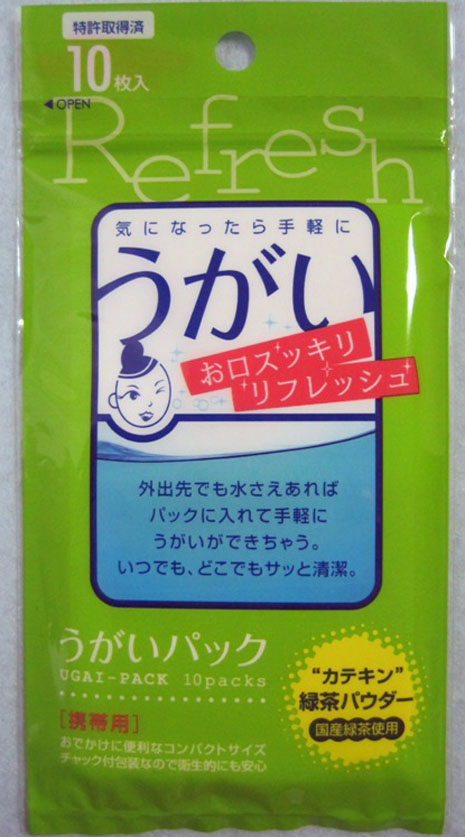 特許取得済
10枚入
◀OPEN
Refresh
気になったら手軽に
うがい
お口スッキリ
リフレッシュ
外出先でも水さえあれば
パックに入れて手軽に
うがいができちゃう。
いつでも、どこでもサッと清潔。
うがいパック
UGAI-PACK 10packs
[携帯用]
おでかけに便利なコンパクトサイズ
チャック付包装なので衛生的にも安心
“カテキン”
緑茶パウダー
国産緑茶使用